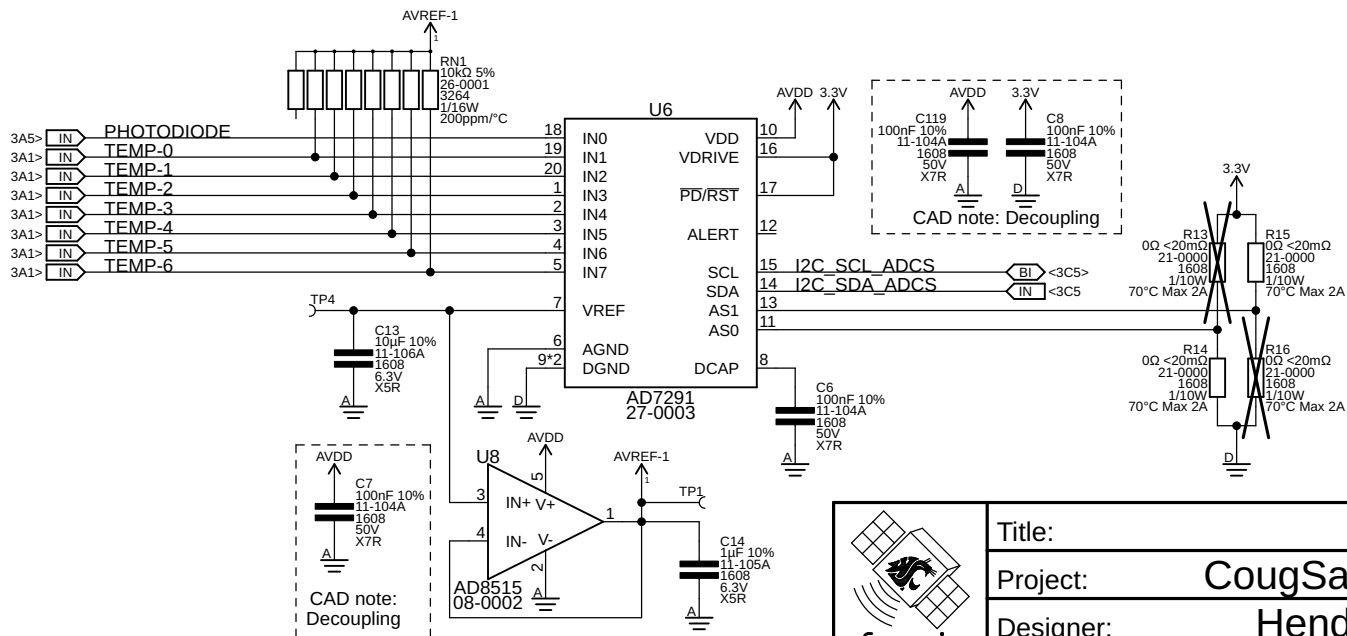 AVREF-1
1
RN1
10kΩ 5%
26-0001
3264
1/16W
200ppm/°C
3A5> IN PHOTODIODE
3A1> IN TEMP-0
3A1> IN TEMP-1
3A1> IN TEMP-2
3A1> IN TEMP-3
3A1> IN TEMP-4
3A1> IN TEMP-5
3A1> IN TEMP-6
U6
18 IN0
19 IN1
20 IN2
1 IN3
2 IN4
3 IN5
4 IN6
5 IN7
7 VREF
6 AGND
9*2 DGND
VDD 10
VDRIVE 16
PD/RST 17
ALERT 12
SCL 15 I2C_SCL_ADCS BI <3C5>
SDA 14 I2C_SDA_ADCS IN <3C5
AS1 13
AS0 11
DCAP 8
AD7291
27-0003
AVDD 3.3V
AVDD
C119
100nF 10%
11-104A
1608
50V
X7R
A
3.3V
C8
100nF 10%
11-104A
1608
50V
X7R
D
CAD note: Decoupling
3.3V
R13
0Ω <20mΩ
21-0000
1608
1/10W
70°C Max 2A
R15
0Ω <20mΩ
21-0000
1608
1/10W
70°C Max 2A
R14
0Ω <20mΩ
21-0000
1608
1/10W
70°C Max 2A
R16
0Ω <20mΩ
21-0000
1608
1/10W
70°C Max 2A
D
TP4
C13
10µF 10%
11-106A
1608
6.3V
X5R
A
A
D
C6
100nF 10%
11-104A
1608
50V
X7R
A
AVDD
C7
100nF 10%
11-104A
1608
50V
X7R
A
CAD note:
Decoupling
U8
AVDD
5
3 IN+ V+
4 IN- V-
1
2
A
AD8515
08-0002
AVREF-1
1
TP1
C14
1µF 10%
11-105A
1608
6.3V
X5R
A
Title:
Project: CougSa
Designer: Hend